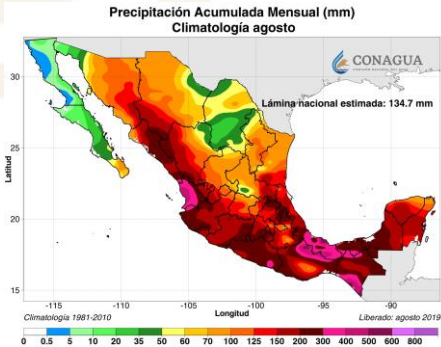 Precipitación Acumulada Mensual (mm)
Climatología agosto
CONAGUA
Lámina nacional estimada: 134.7 mm
30
25
20
15
Latitud
-115
-110
-105
-100
-95
-90
Longitud
Climatología 1981-2010
Liberado: agosto 2019
0 0.5 5 10 20 35 50 60 70 100 125 150 200 300 400 500 600 800